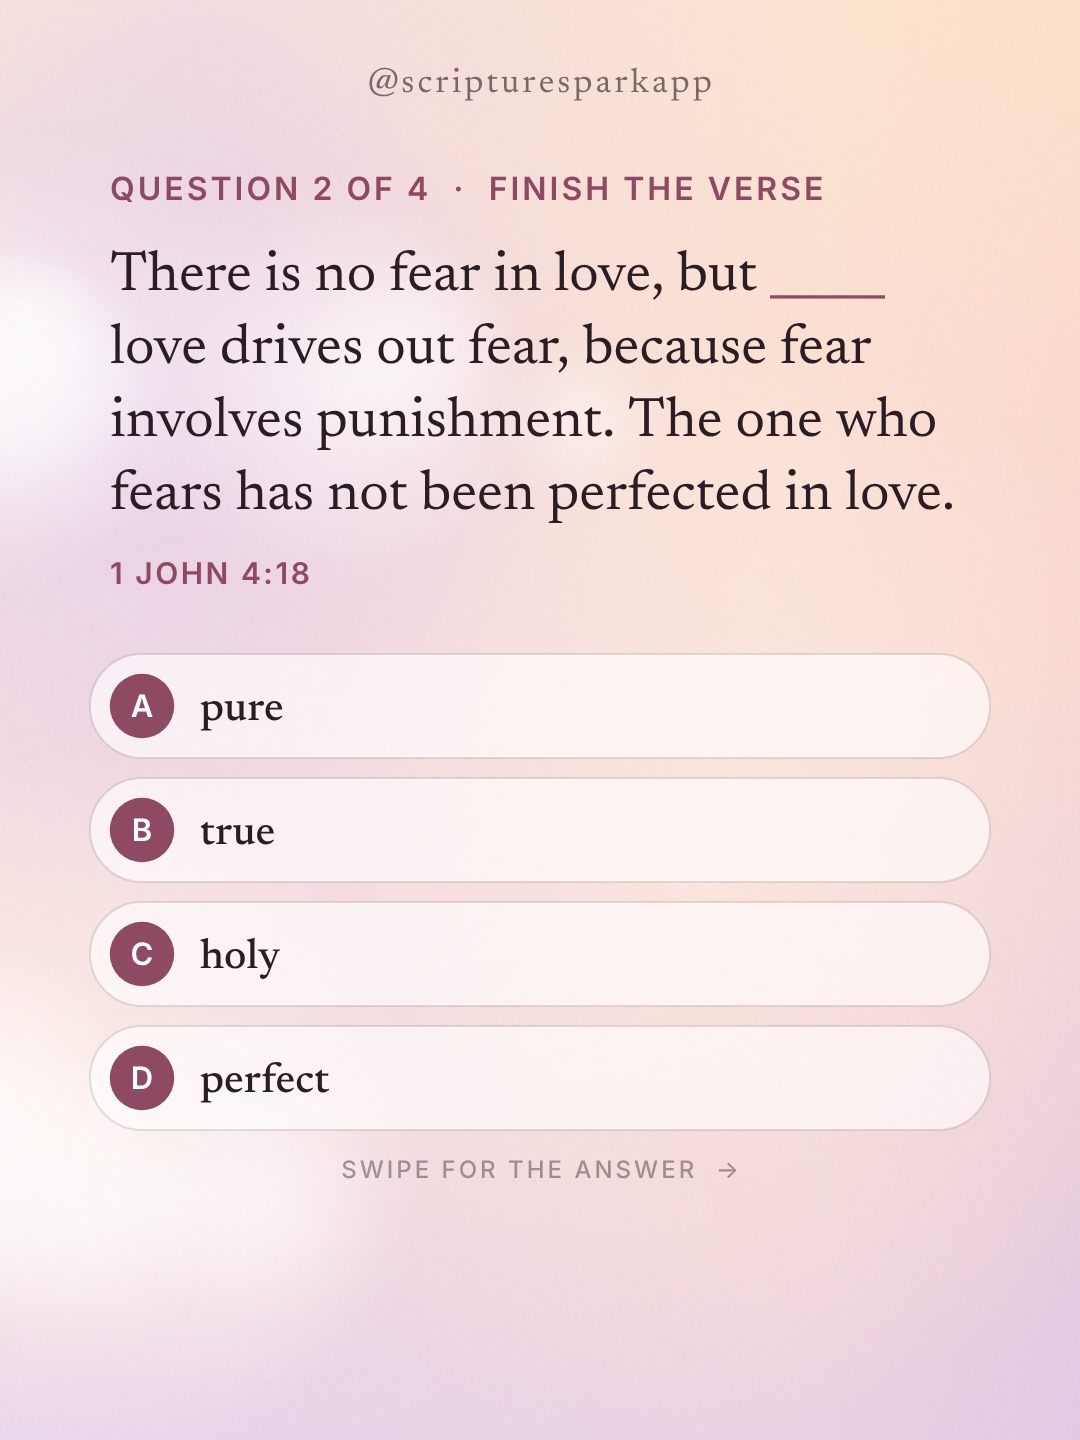 @scripturesparkapp
QUESTION 2 OF 4 · FINISH THE VERSE
There is no fear in love, but ____
love drives out fear, because fear
involves punishment. The one who
fears has not been perfected in love.
1 JOHN 4:18
A pure
B true
C holy
D perfect
SWIPE FOR THE ANSWER →